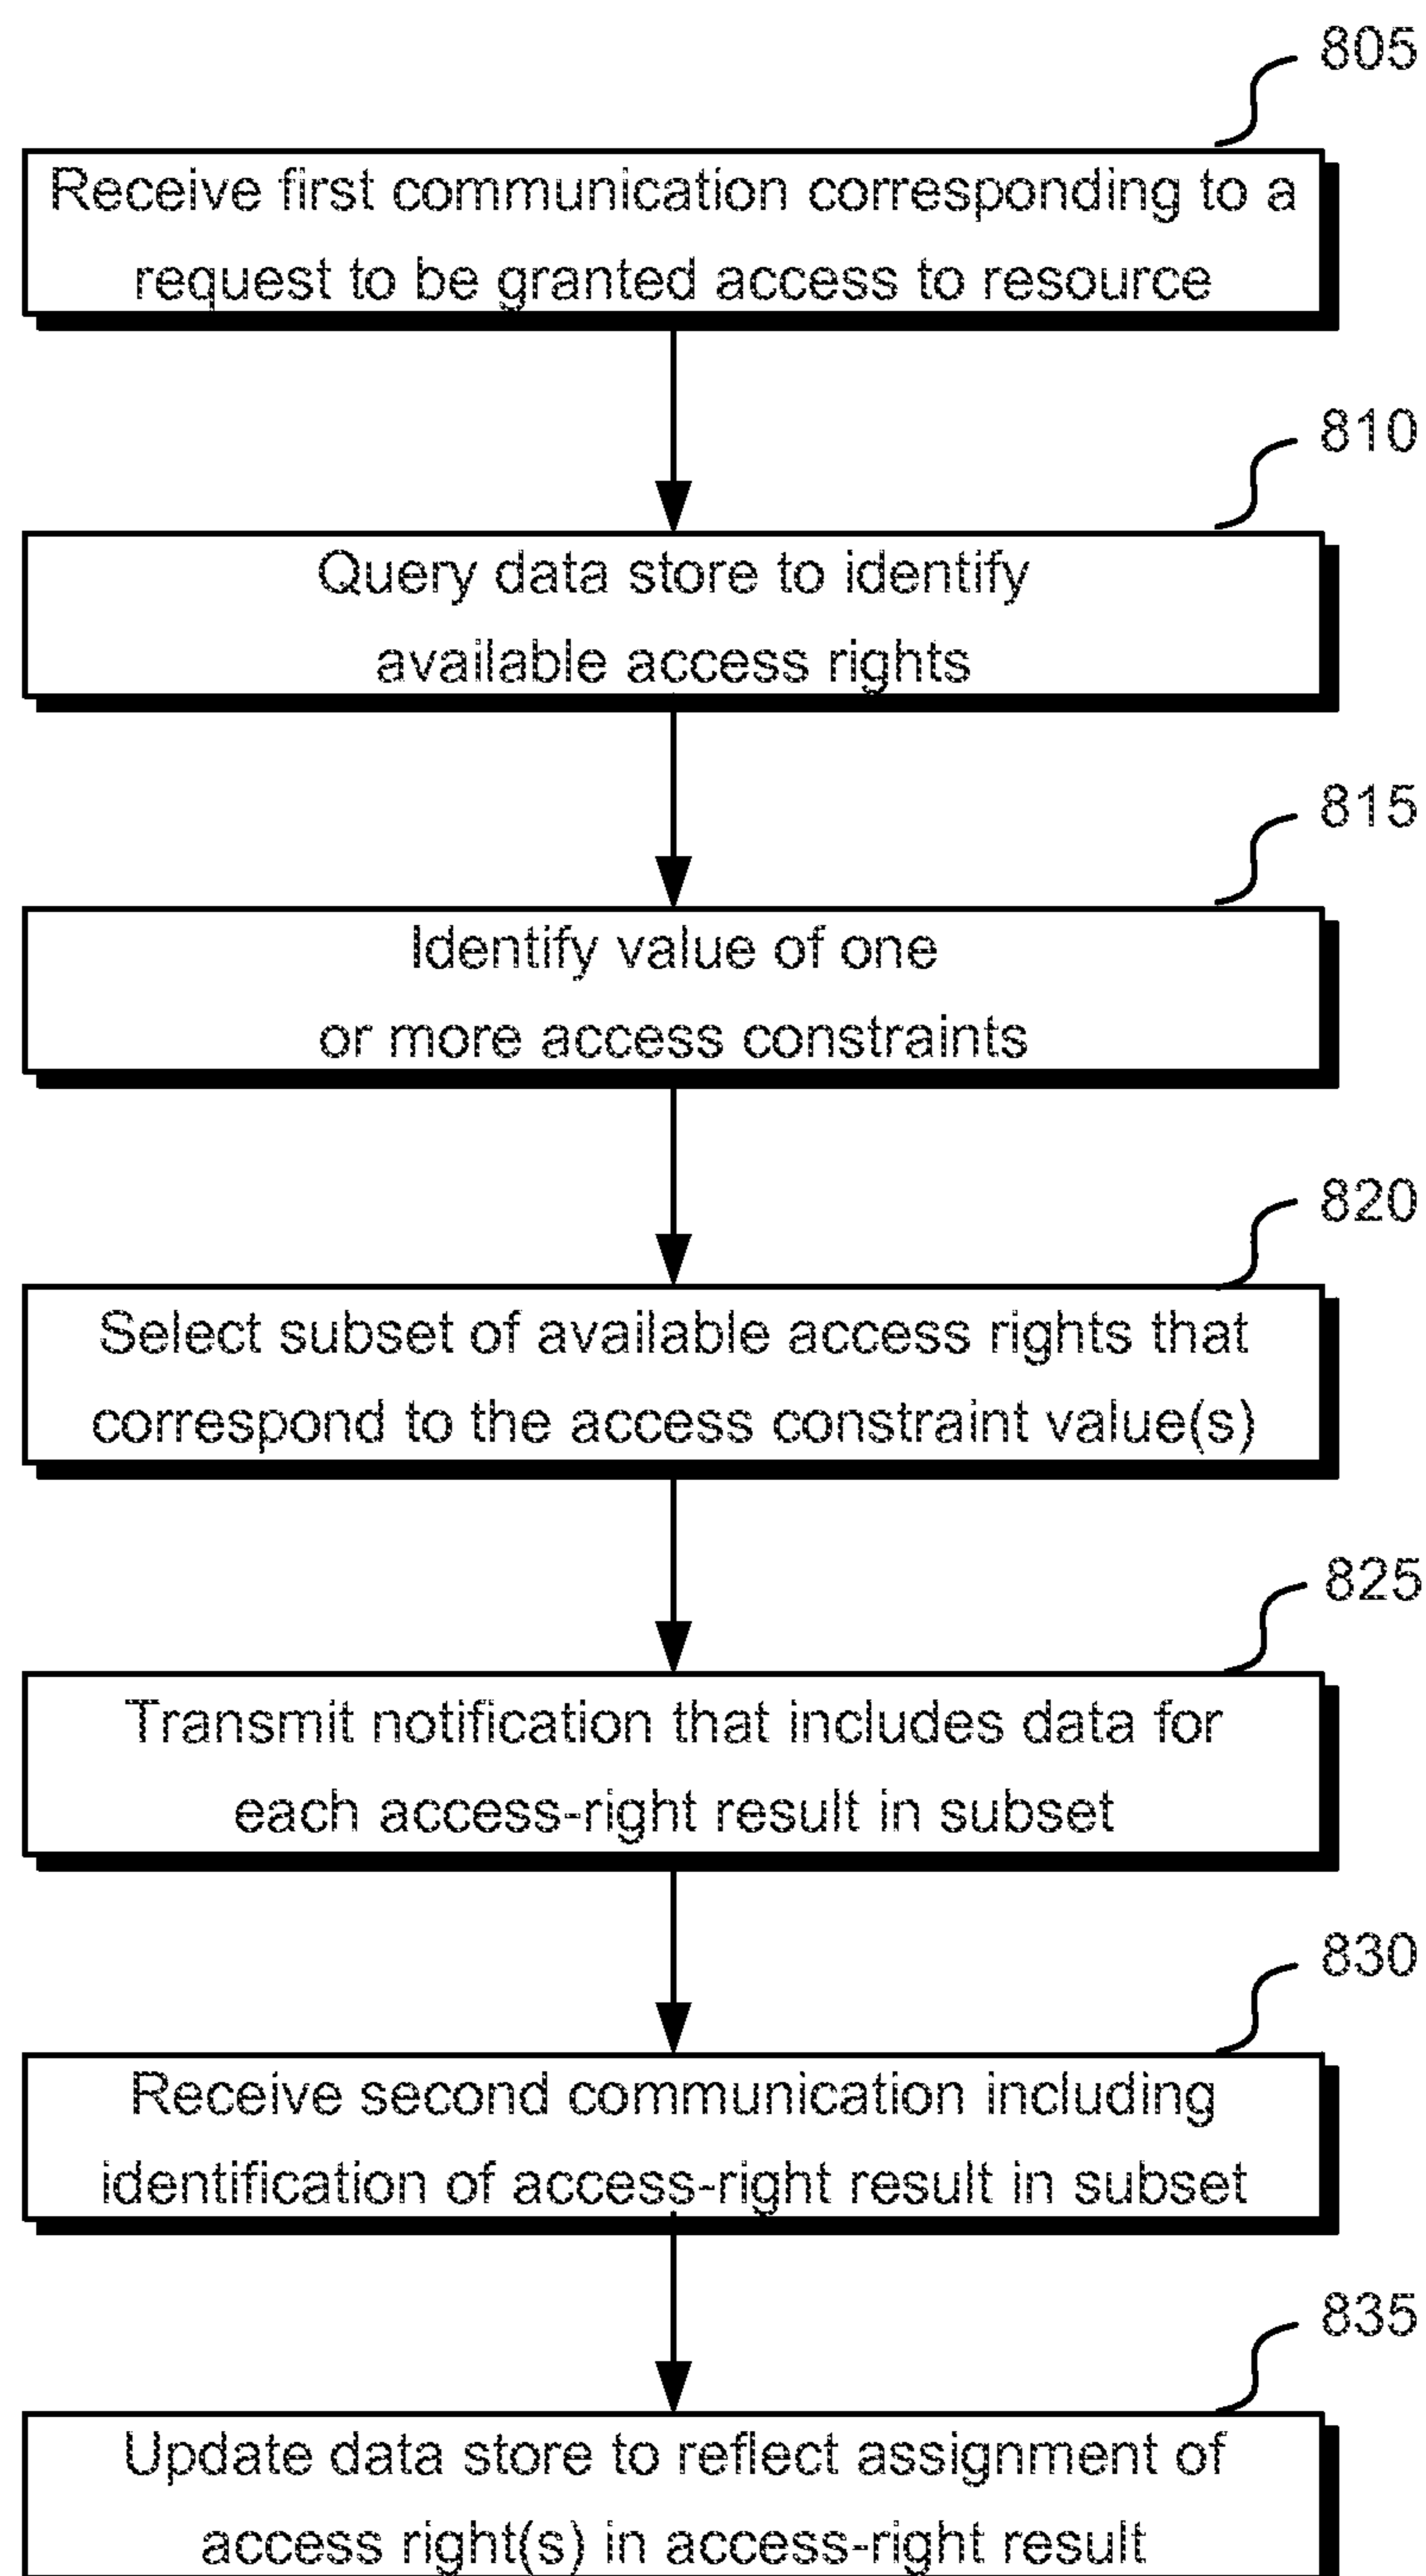 805
Receive first communication corresponding to a
request to be granted access to resource
810
Query data store to identify
available access rights
815
Identify value of one
or more access constraints
820
Select subset of available access rights that
correspond to the access constraint value(s)
825
Transmit notification that includes data for
each access-right result in subset
830
Receive second communication including
identification of access-right result in subset
835
Update data store to reflect assignment of
access right(s) in access-right result